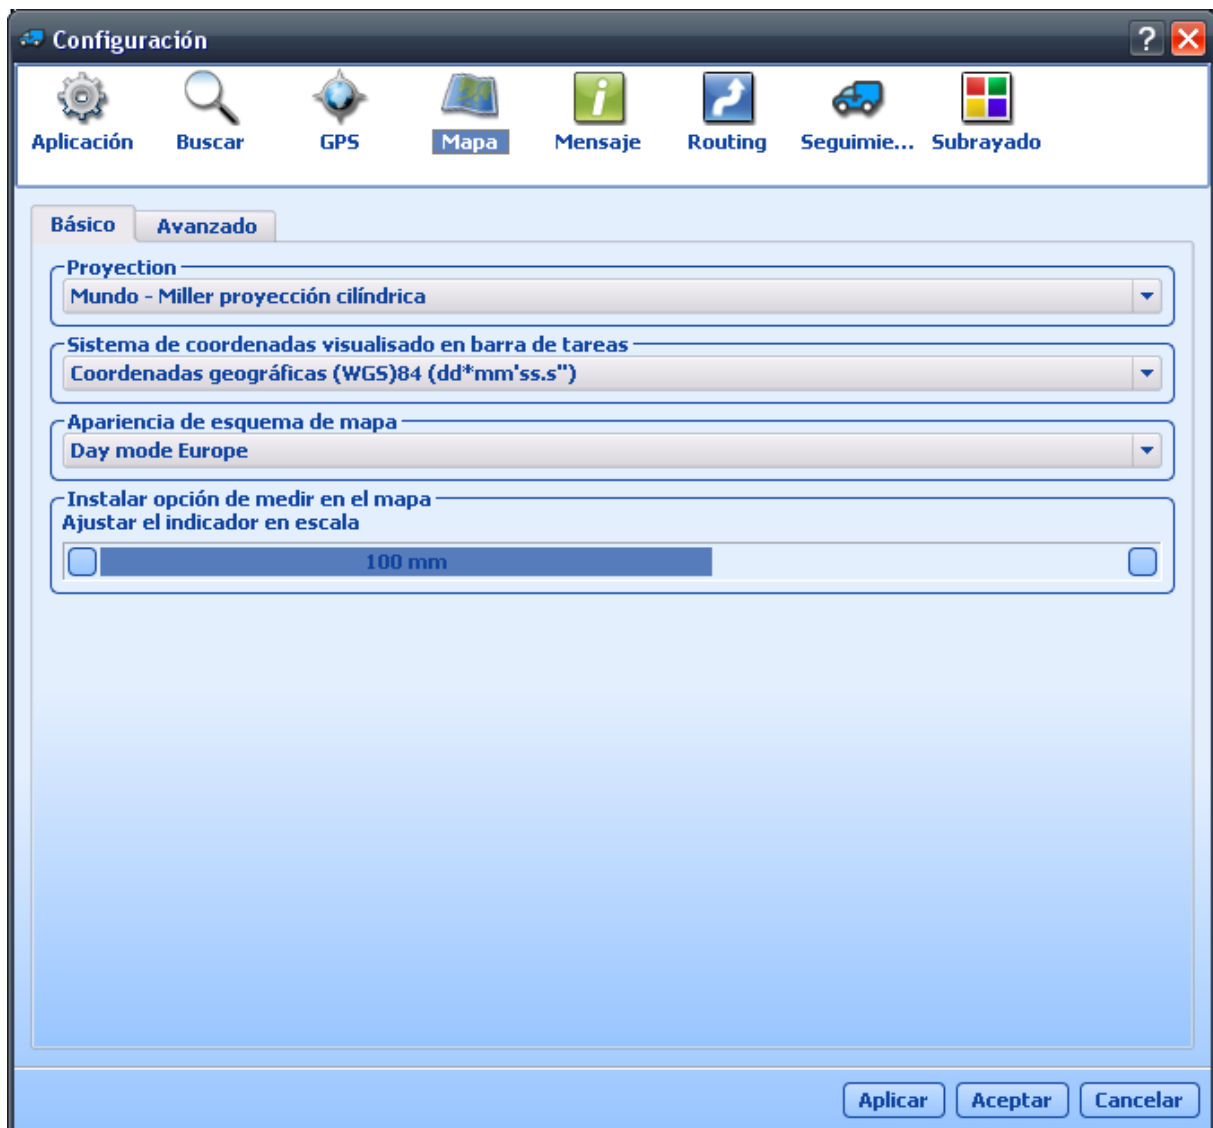 Configuración
Aplicación Buscar GPS Mapa Mensaje Routing Seguimie... Subrayado
Básico Avanzado
Proyection
Mundo - Miller proyección cilíndrica
Sistema de coordenadas visualisado en barra de tareas
Coordenadas geográficas (WGS)84 (dd*mm'ss.s")
Apariencia de esquema de mapa
Day mode Europe
Instalar opción de medir en el mapa
Ajustar el indicador en escala
100 mm
Aplicar Aceptar Cancelar